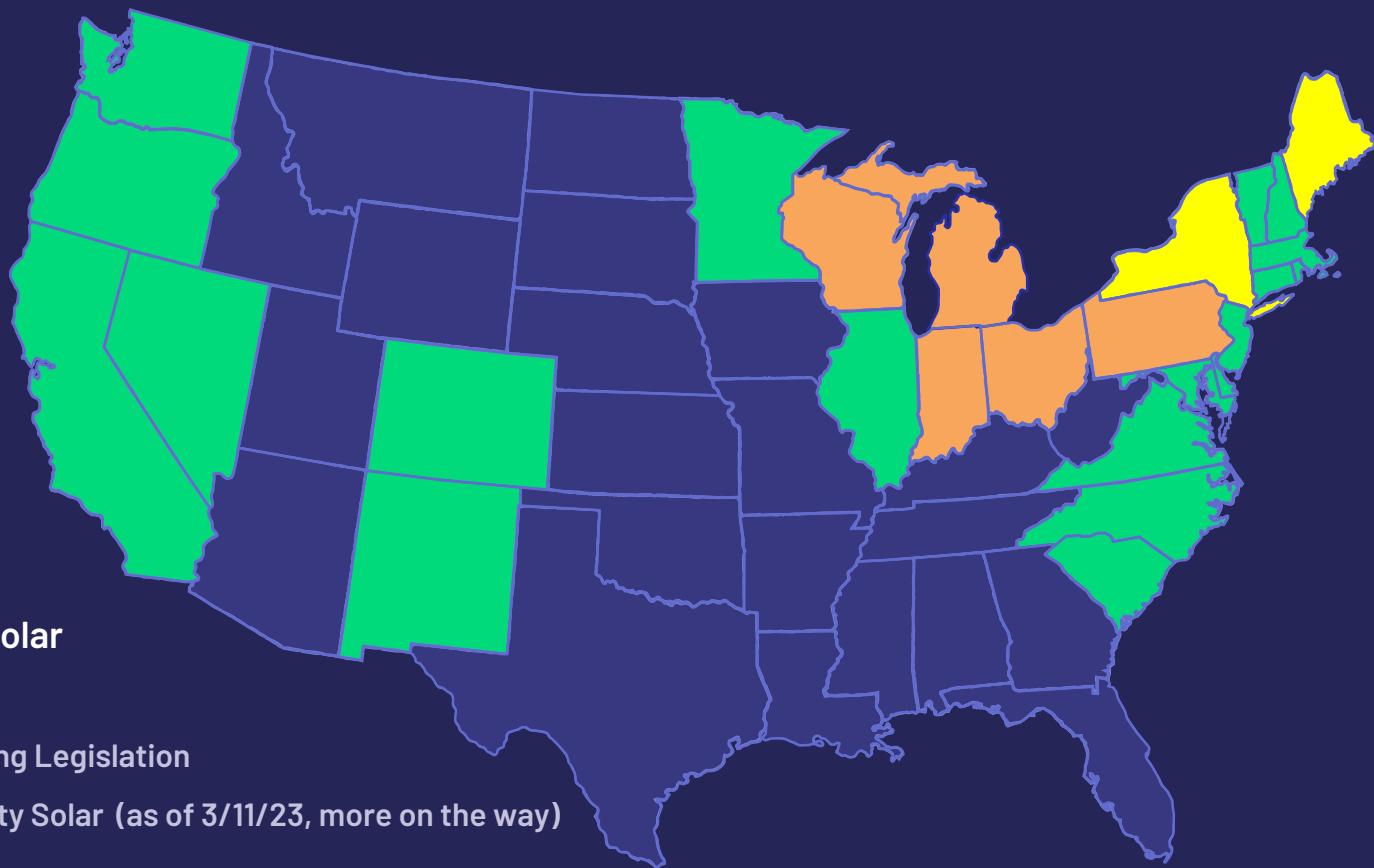 olar
ng Legislation
ty Solar (as of 3/11/23, more on the way)